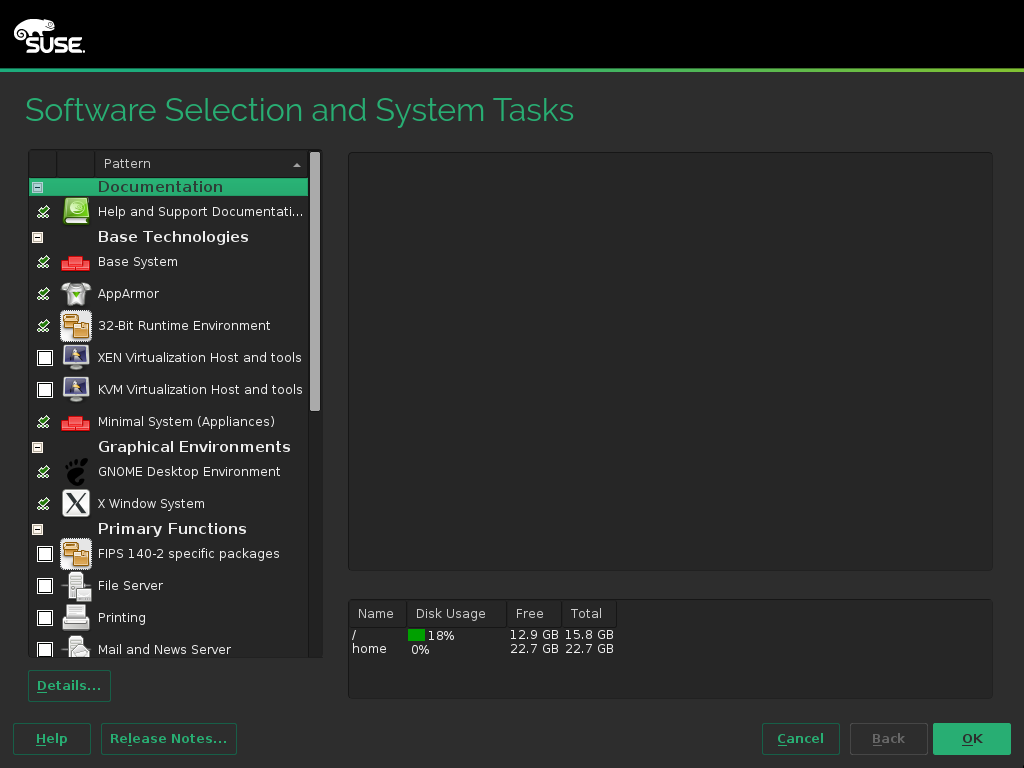 SUSE
Software Selection and System Tasks
Pattern
Documentation
Help and Support Documentati...
Base Technologies
Base System
AppArmor
32-Bit Runtime Environment
XEN Virtualization Host and tools
KVM Virtualization Host and tools
Minimal System (Appliances)
Graphical Environments
GNOME Desktop Environment
X Window System
Primary Functions
FIPS 140-2 specific packages
File Server
Printing
Mail and News Server
Name Disk Usage Free Total
/ 18% 12.9 GB 15.8 GB
home 0% 22.7 GB 22.7 GB
Details...
Help Release Notes... Cancel Back OK